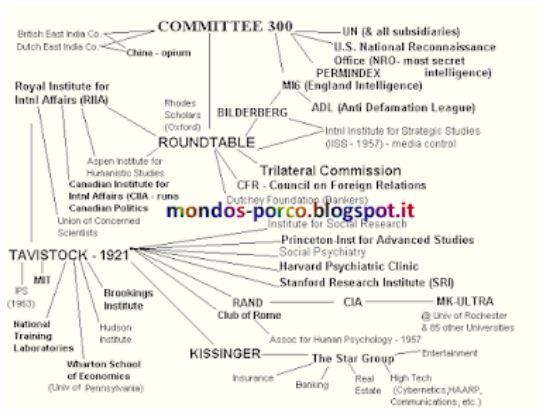 COMMITTEE 300
British East India Co.
Dutch East India Co.
China - opium
UN (& all subsidiaries)
U.S. National Reconnaissance
Office (NRO- most secret
intelligence)
PERMINDEX
MI6 (England Intelligence)
Royal Institute for
Intnl Affairs (RIIA)
Rhodes
Scholars
(Oxford)
BILDERBERG
ADL (Anti Defamation League)
Intnl Institute for Strategic Studies
(IISS - 1957) - media control
ROUNDTABLE
Aspen Institute for
Humanistic Studies
Trilateral Commission
Canadian Institute for
Intnl Affairs (CIIA - runs
Canadian Politics
CFR - Council on Foreign Relations
Dutchey Foundation (Bankers)
mondos-porco.blogspot.it
Union of Concerned
Scientists
Institute for Social Research
Princeton-Inst for Advanced Studies
Social Psychiatry
Harvard Psychiatric Clinic
Stanford Research Institute (SRI)
TAVISTOCK - 1921
IPS
(1963)
MIT
Brookings
Institute
RAND
CIA
MK-ULTRA
Club of Rome
@ Univ of Rochester
& 85 other Universities
National
Training
Laboratories
Hudson
Institute
Assoc for Human Psychology - 1957
Wharton School
of Economics
(Univ of Pennsylvania)
KISSINGER
The Star Group
Entertainment
Insurance
Banking
Real
Estate
High Tech
(Cybernetics,HAARP,
Communications, etc.)